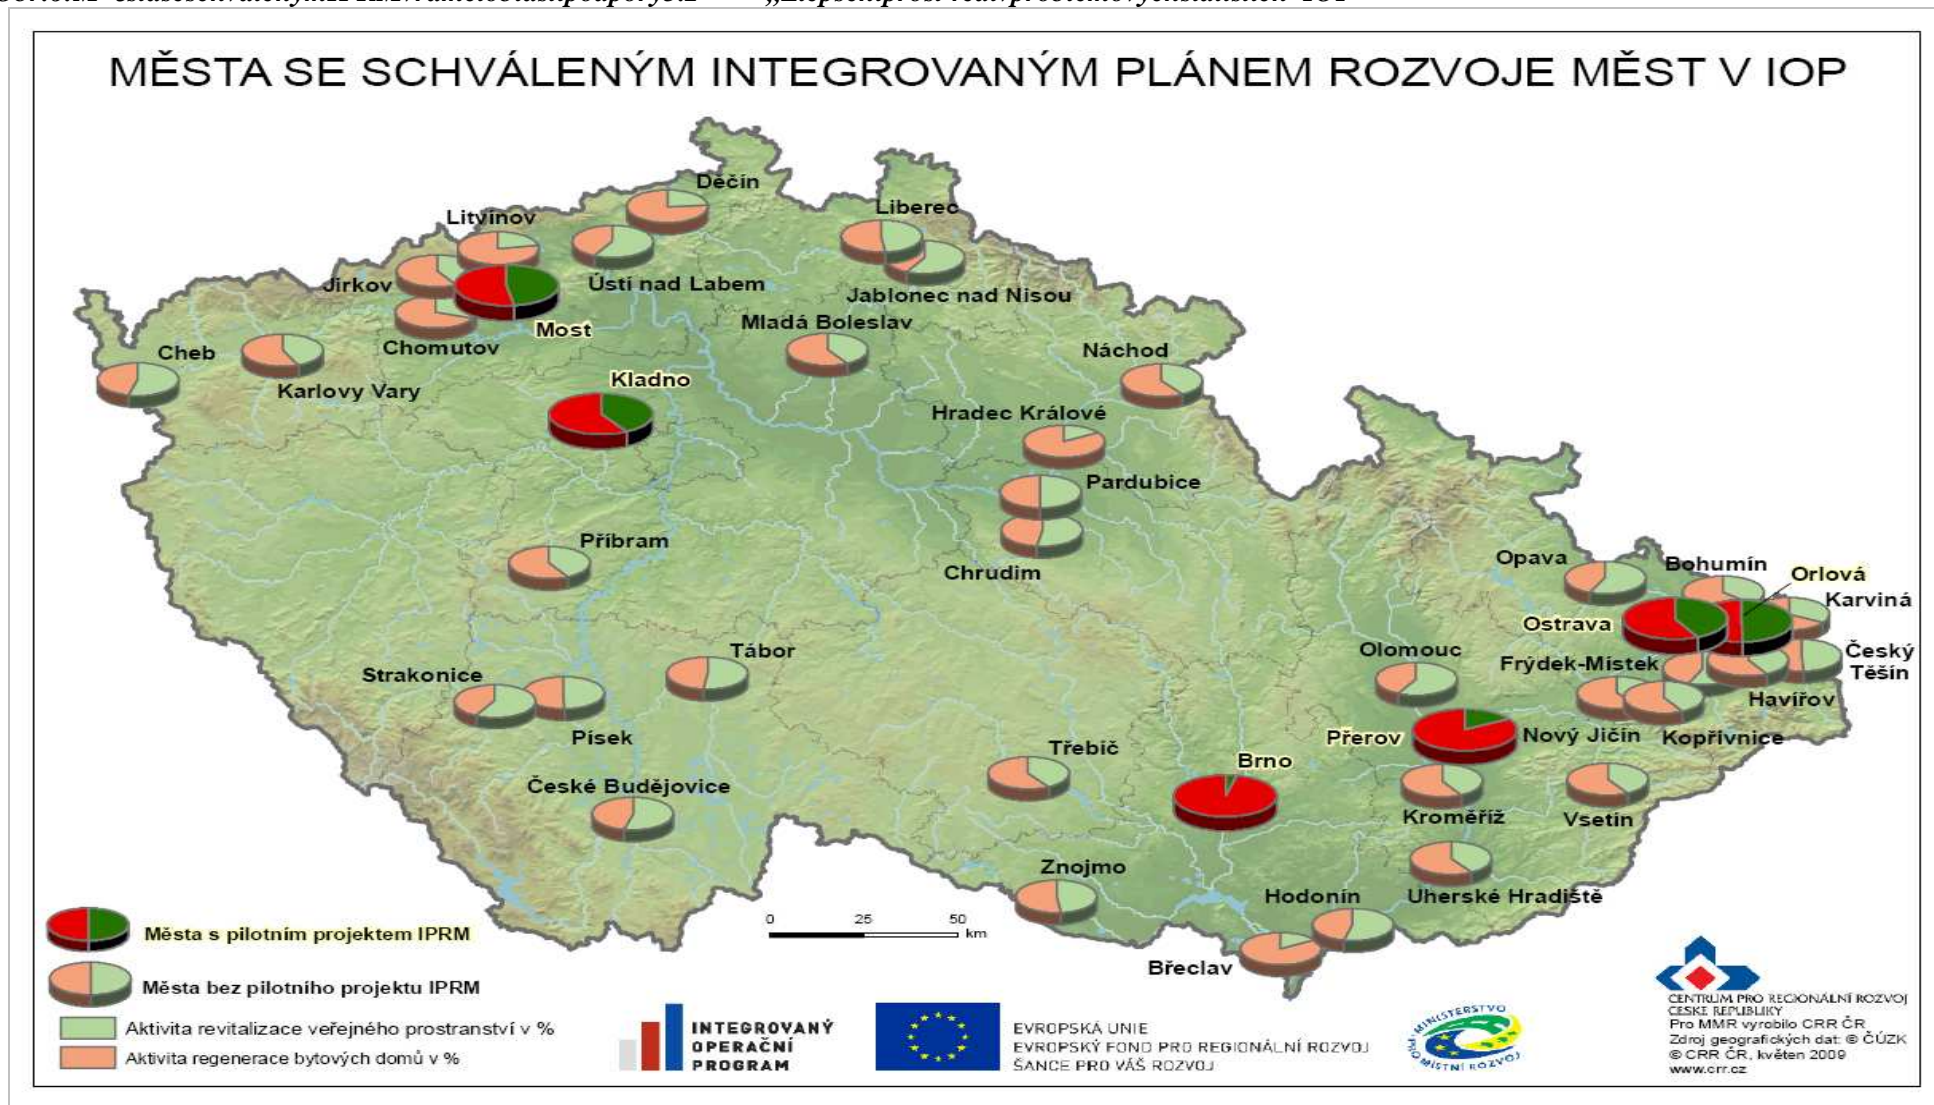 MĚSTA SE SCHVÁLENÝM INTEGROVANÝM PLÁNEM ROZVOJE MĚST V IOP
Děčín
Litvínov
Liberec
Jirkov
Ústí nad Labem
Jablonec nad Nisou
Most
Mladá Boleslav
Chomutov
Cheb
Náchod
Karlovy Vary
Kladno
Hradec Králové
Pardubice
Příbram
Chrudim
Opava
Bohumín
Orlová
Karviná
Ostrava
Tábor
Olomouc
Frýdek-Místek
Český
Těšín
Strakonice
Havířov
Písek
Přerov
Nový Jičín
Kopřivnice
Třebíč
Brno
České Budějovice
Kroměříž
Vsetín
Znojmo
Hodonín
Uherské Hradiště
Břeclav
0 25 50
km
Města s pilotním projektem IPRM
Města bez pilotního projektu IPRM
Aktivita revitalizace veřejného prostranství v %
Aktivita regenerace bytových domů v %
INTEGROVANÝ
OPERAČNÍ
PROGRAM
EVROPSKÁ UNIE
EVROPSKÝ FOND PRO REGIONÁLNÍ ROZVOJ
ŠANCE PRO VÁŠ ROZVOJ
MINISTERSTVO
PRO MÍSTNÍ ROZVOJ
CENTRUM PRO REGIONÁLNÍ ROZVOJ
ČESKÉ REPUBLIKY
Pro MMR vyrobilo CRR ČR
Zdroj geografických dat: © ČÚZK
© CRR ČR, květen 2009
www.crr.cz